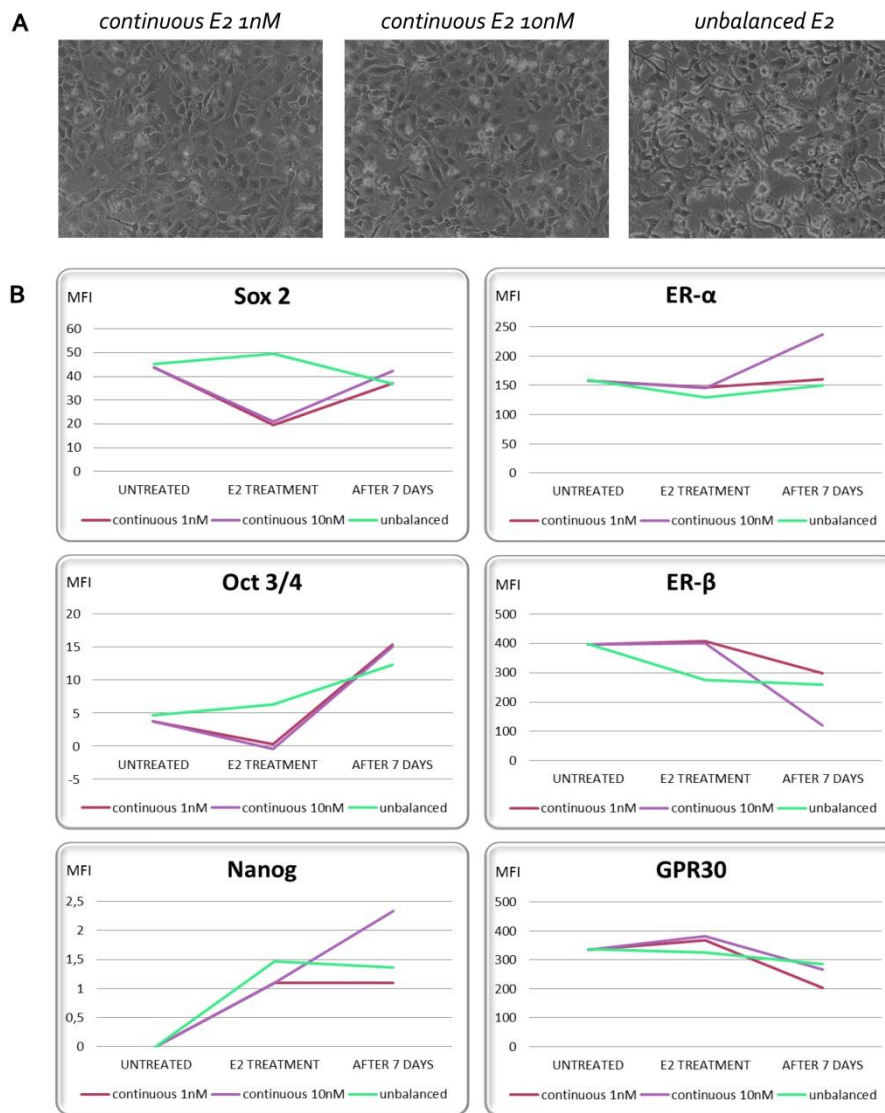 A
continuous E2 1nM
continuous E2 10nM
unbalanced E2
B
MFI
Sox 2
60
50
40
30
20
10
0
UNTREATED E2 TREATMENT AFTER 7 DAYS
continuous 1nM continuous 10nM unbalanced
MFI
ER-α
250
200
150
100
50
0
UNTREATED E2 TREATMENT AFTER 7 DAYS
continuous 1nM continuous 10nM unbalanced
MFI
Oct 3/4
20
15
10
5
0
-5
UNTREATED E2 TREATMENT AFTER 7 DAYS
continuous 1nM continuous 10nM unbalanced
MFI
ER-β
500
400
300
200
100
0
UNTREATED E2 TREATMENT AFTER 7 DAYS
continuous 1nM continuous 10nM unbalanced
MFI
Nanog
2,5
2
1,5
1
0,5
0
UNTREATED E2 TREATMENT AFTER 7 DAYS
continuous 1nM continuous 10nM unbalanced
MFI
GPR30
500
400
300
200
100
0
UNTREATED E2 TREATMENT AFTER 7 DAYS
continuous 1nM continuous 10nM unbalanced